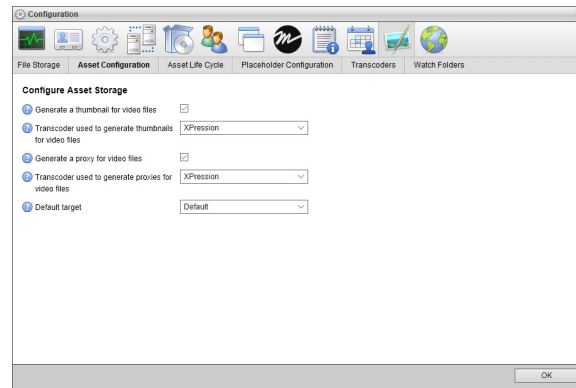 Configuration
File Storage Asset Configuration Asset Life Cycle Placeholder Configuration Transcoders Watch Folders
Configure Asset Storage
Generate a thumbnail for video files
Transcoder used to generate thumbnails XPression
for video files
Generate a proxy for video files
Transcoder used to generate proxies for XPression
video files
Default target Default
OK